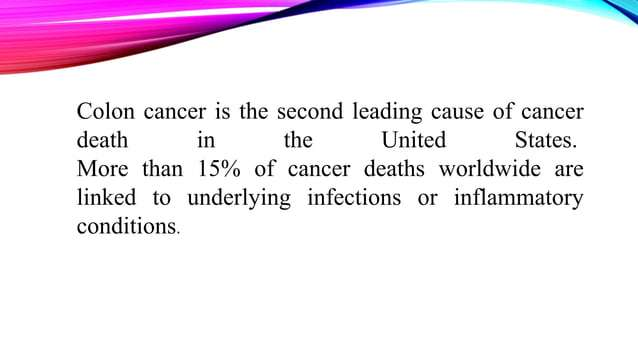 Colon cancer is the second leading cause of cancer
death in the United States.
More than 15% of cancer deaths worldwide are
linked to underlying infections or inflammatory
conditions.